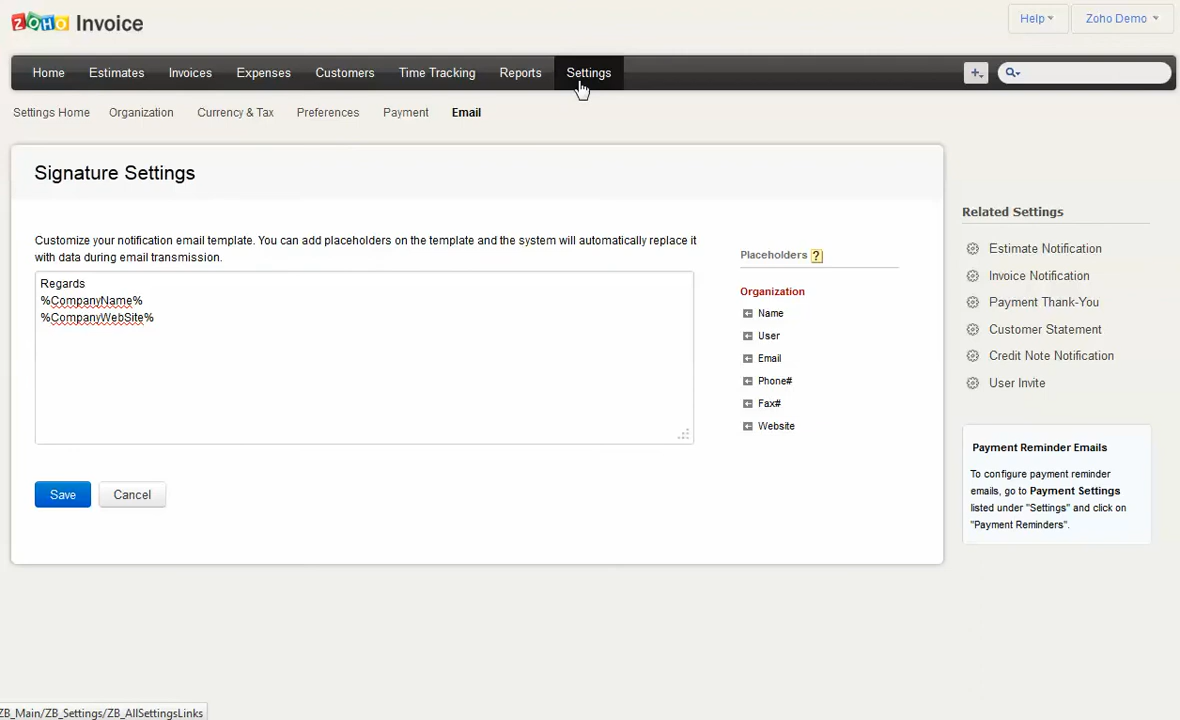 ZOHO Invoice
Help
Zoho Demo
Home Estimates Invoices Expenses Customers Time Tracking Reports Settings
Settings Home Organization Currency & Tax Preferences Payment Email
Signature Settings
Customize your notification email template. You can add placeholders on the template and the system will automatically replace it
with data during email transmission.
Regards
%CompanyName%
%CompanyWebSite%
Placeholders ?
Organization
Name
User
Email
Phone#
Fax#
Website
Save Cancel
Related Settings
Estimate Notification
Invoice Notification
Payment Thank-You
Customer Statement
Credit Note Notification
User Invite
Payment Reminder Emails
To configure payment reminder
emails, go to Payment Settings
listed under "Settings" and click on
"Payment Reminders".
ZB_Main/ZB_Settings/ZB_AllSettingsLinks